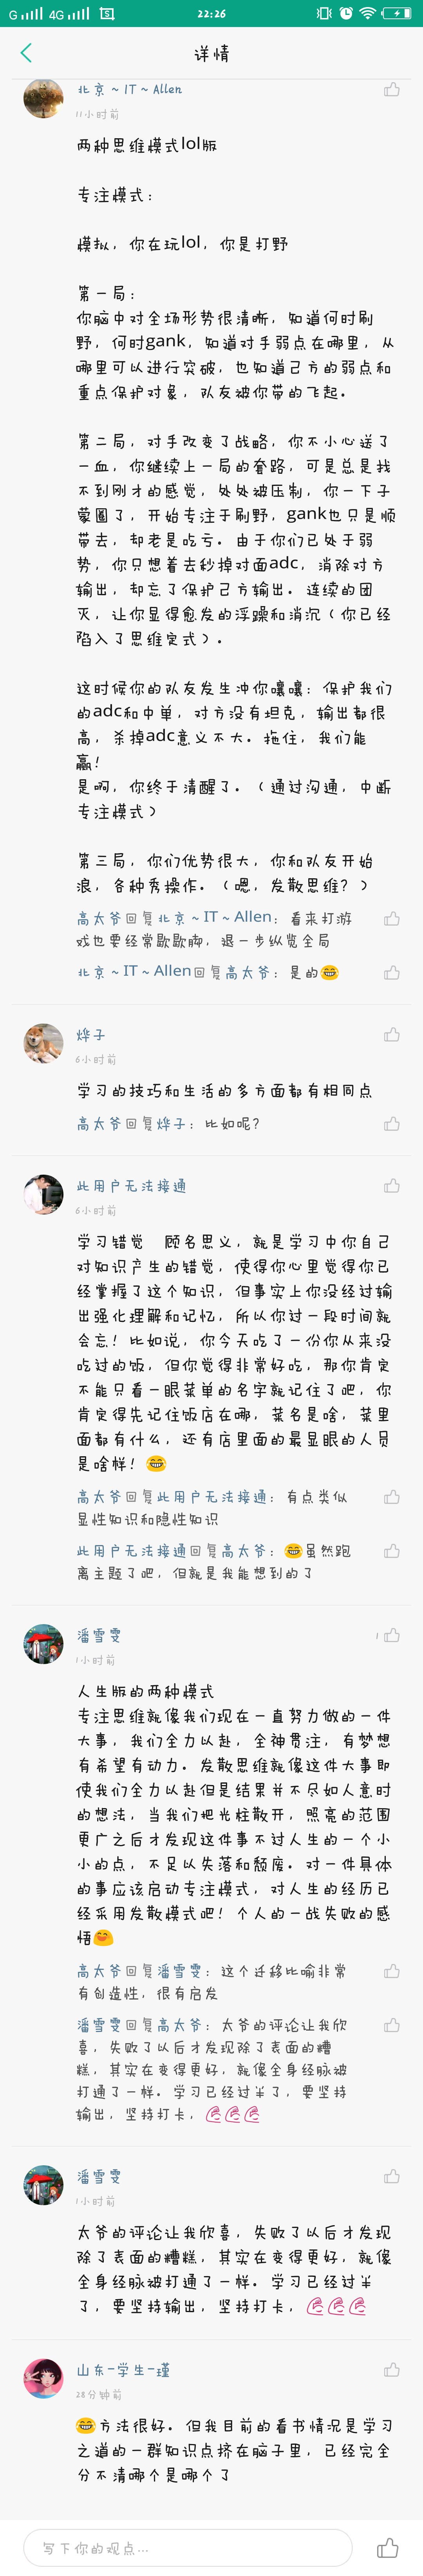 G 4G 22:26
详情
北京~IT~Allen
11小时前
两种思维模式lol版
专注模式：
模拟，你在玩lol，你是打野
第一局：
你脑中对全场形势很清晰，知道何时刷
野，何时gank，知道对手弱点在哪里，从
哪里可以进行突破，也知道己方的弱点和
重点保护对象，队友被你带的飞起。
第二局，对手改变了战略，你不小心送了
一血，你继续上一局的套路，可是总是找
不到刚才的感觉，处处被压制，你一下子
蒙圈了，开始专注于刷野，gank也只是顺
带去，却老是吃亏。由于你们已处于弱
势，你只想着去秒掉对面adc，消除对方
输出，却忘了保护己方输出。连续的团
灭，让你显得愈发的浮躁和消沉（你已经
陷入了思维定式）。
这时候你的队友发生冲你嚷嚷：保护我们
的adc和中单，对方没有坦克，输出都很
高，杀掉adc意义不大。拖住，我们能
赢！
是啊，你终于清醒了。（通过沟通，中断
专注模式）
第三局，你们优势很大，你和队友开始
浪，各种秀操作。（嗯，发散思维？）
高太爷回复北京~IT~Allen：看来打游
戏也要经常歇歇脚，退一步纵览全局
北京~IT~Allen回复高太爷：是的😂
烨子
6小时前
学习的技巧和生活的多方面都有相同点
高太爷回复烨子：比如呢？
此用户无法接通
6小时前
学习错觉　顾名思义，就是学习中你自己
对知识产生的错觉，使得你心里觉得你已
经掌握了这个知识，但事实上你没经过输
出强化理解和记忆，所以你过一段时间就
会忘！比如说，你今天吃了一份你从来没
吃过的饭，但你觉得非常好吃，那你肯定
不能只看一眼菜单的名字就记住了吧，你
肯定得先记住饭店在哪，菜名是啥，菜里
面都有什么，还有店里面的最显眼的人员
是啥样！😂
高太爷回复此用户无法接通：有点类似
显性知识和隐性知识
此用户无法接通回复高太爷：😂虽然跑
离主题了吧，但就是我能想到的了
潘雪雯
1
1小时前
人生版的两种模式
专注思维就像我们现在一直努力做的一件
大事，我们全力以赴，全神贯注，有梦想
有希望有动力。发散思维就像这件大事即
使我们全力以赴但是结果并不尽如人意时
的想法，当我们把光柱散开，照亮的范围
更广之后才发现这件事不过人生的一个小
小的点，不足以失落和颓废。对一件具体
的事应该启动专注模式，对人生的经历已
经采用发散模式吧！个人的一战失败的感
悟😄
高太爷回复潘雪雯：这个迁移比喻非常
有创造性，很有启发
潘雪雯回复高太爷：太爷的评论让我欣
喜，失败了以后才发现除了表面的糟
糕，其实在变得更好，就像全身经脉被
打通了一样。学习已经过半了，要坚持
输出，坚持打卡，💪💪💪
潘雪雯
1小时前
太爷的评论让我欣喜，失败了以后才发现
除了表面的糟糕，其实在变得更好，就像
全身经脉被打通了一样。学习已经过半
了，要坚持输出，坚持打卡，💪💪💪
山东-学生-瑾
28分钟前
😂方法很好。但我目前的看书情况是学习
之道的一群知识点挤在脑子里，已经完全
分不清哪个是哪个了
写下你的观点...